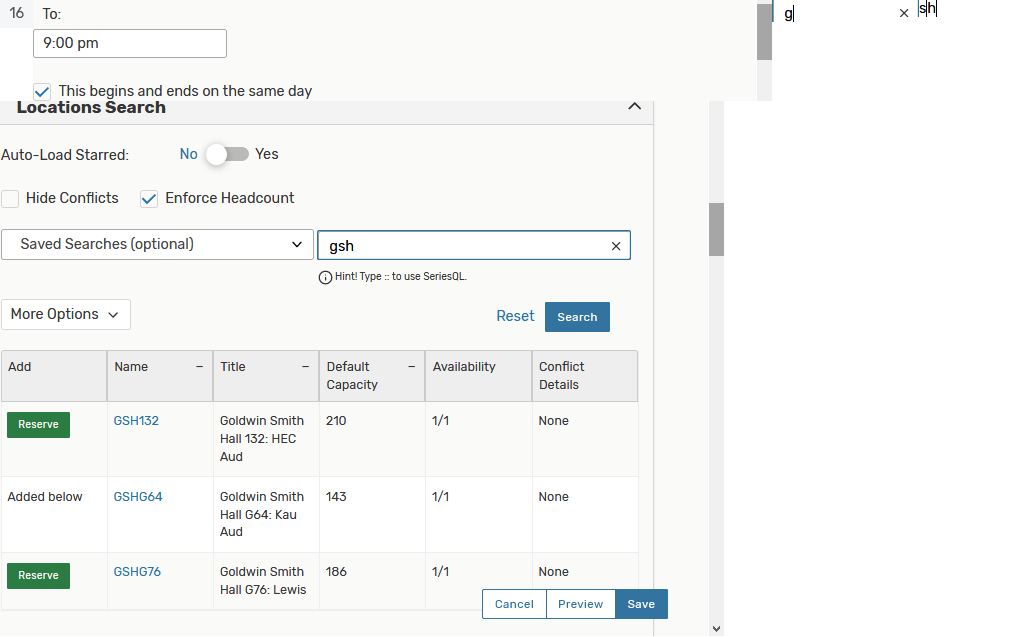 16 To:
g
sh
9:00 pm
This begins and ends on the same day
Locations Search
Auto-Load Starred: No Yes
Hide Conflicts Enforce Headcount
Saved Searches (optional) gsh
Hint! Type :: to use SeriesQL.
More Options Reset Search
Add Name Title Default Capacity Availability Conflict Details
Reserve GSH132 Goldwin Smith Hall 132: HEC Aud 210 1/1 None
Added below GSHG64 Goldwin Smith Hall G64: Kau Aud 143 1/1 None
Reserve GSHG76 Goldwin Smith Hall G76: Lewis 186 1/1 None
Cancel Preview Save